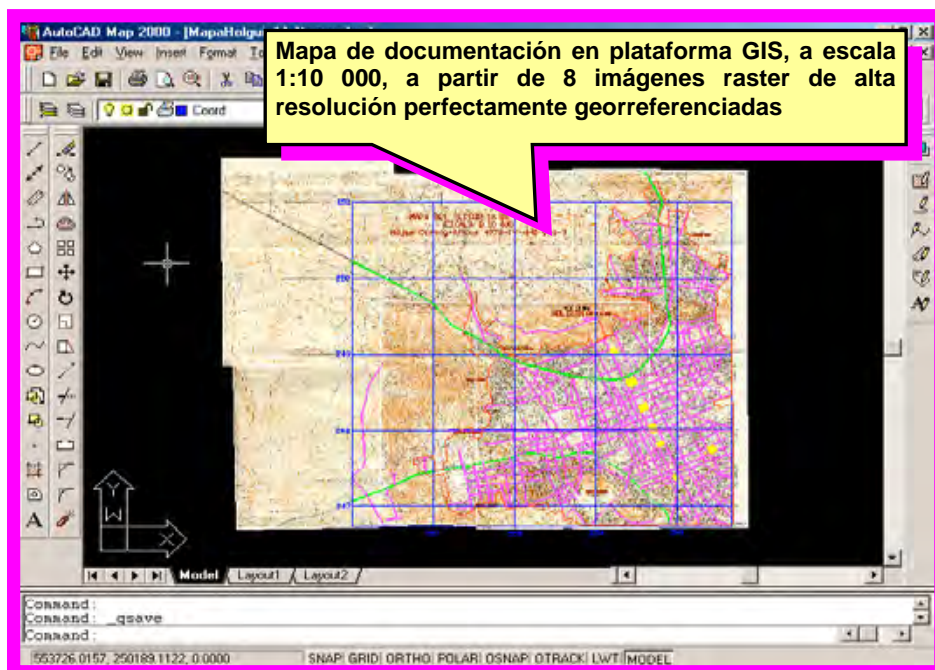 AutoCAD Map 2000 - [MapaHolgu
File Edit View Insert Format
Mapa de documentación en plataforma GIS, a escala
1:10 000, a partir de 8 imágenes raster de alta
resolución perfectamente georreferenciadas
Coord
Y
W
X
Model Layout1 Layout2
Command:
Command: _qsave
Command:
553726.0157, 250189.1122, 0.0000 SNAP GRID ORTHO POLAR OSNAP OTRACK LWT MODEL